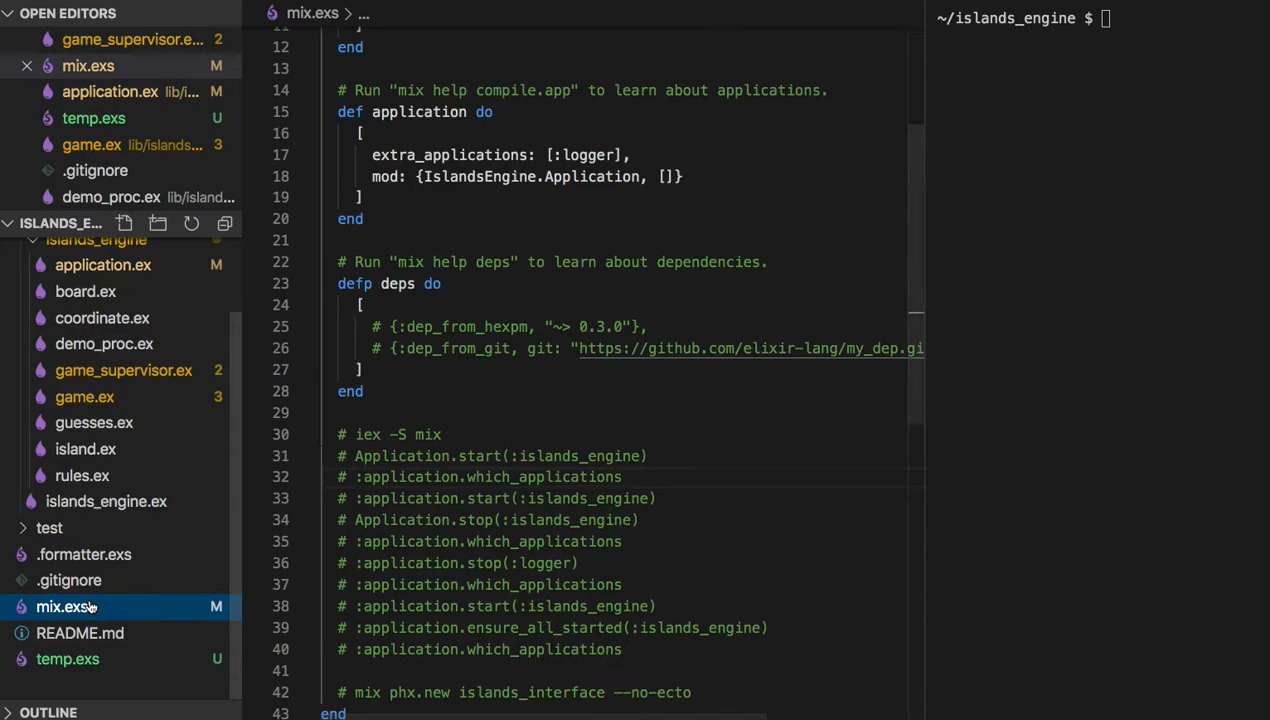 OPEN EDITORS
game_supervisor.e... 2
mix.exs M
application.ex lib/i...
temp.exs U
game.ex lib/islands... 3
.gitignore
demo_proc.ex lib/island...
ISLANDS_E...
islands_engine
application.ex M
board.ex
coordinate.ex
demo_proc.ex
game_supervisor.ex 2
game.ex 3
guesses.ex
island.ex
rules.ex
islands_engine.ex
test
.formatter.exs
.gitignore
mix.exs M
README.md
temp.exs U
OUTLINE
mix.exs > ...
11 ]
12 end
13
14 # Run "mix help compile.app" to learn about applications.
15 def application do
16 [
17 extra_applications: [:logger],
18 mod: {IslandsEngine.Application, []}
19 ]
20 end
21
22 # Run "mix help deps" to learn about dependencies.
23 defp deps do
24 [
25 # {:dep_from_hexpm, "~> 0.3.0"},
26 # {:dep_from_git, git: "https://github.com/elixir-lang/my_dep.gi
27 ]
28 end
29
30 # iex -S mix
31 # Application.start(:islands_engine)
32 # :application.which_applications
33 # :application.start(:islands_engine)
34 # Application.stop(:islands_engine)
35 # :application.which_applications
36 # :application.stop(:logger)
37 # :application.which_applications
38 # :application.start(:islands_engine)
39 # :application.ensure_all_started(:islands_engine)
40 # :application.which_applications
41
42 # mix phx.new islands_interface --no-ecto
43 end
~/islands_engine $